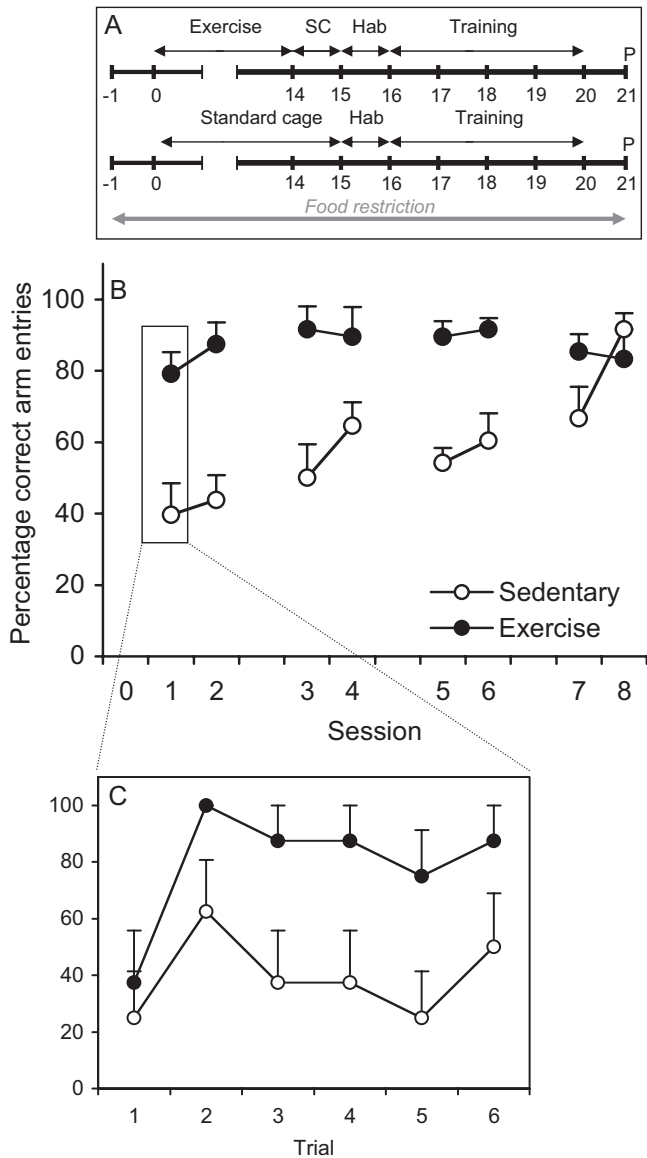 A
Exercise SC Hab Training
P
-1 0 14 15 16 17 18 19 20 21
Standard cage Hab Training
P
-1 0 14 15 16 17 18 19 20 21
Food restriction
B
Percentage correct arm entries
100
80
60
40
20
0
Sedentary
Exercise
0 1 2 3 4 5 6 7 8
Session
C
100
80
60
40
20
0
1 2 3 4 5 6
Trial